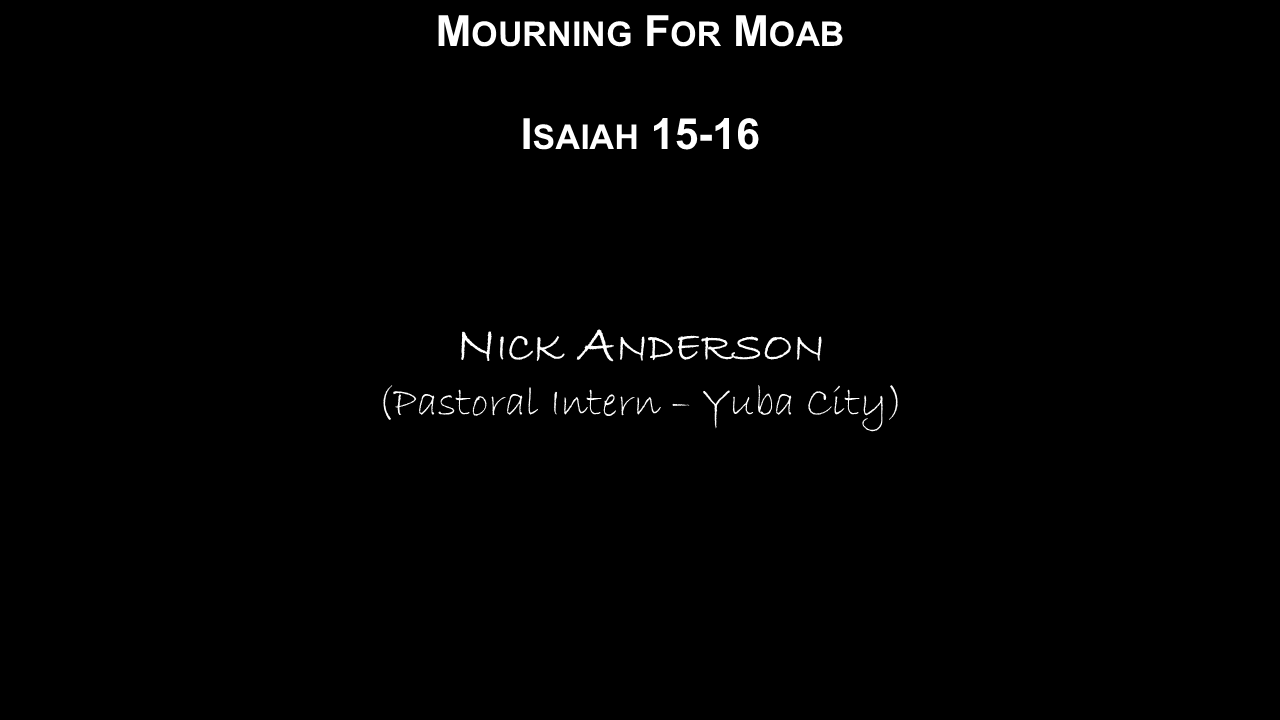 MOURNING FOR MOAB
ISAIAH 15-16
NICK ANDERSON
(Pastoral Intern – Yuba City)